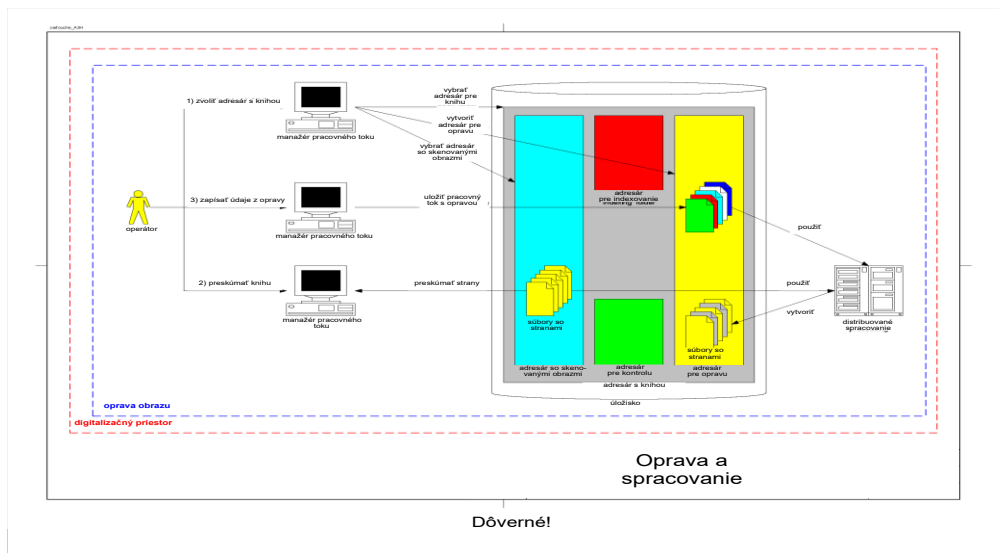 1) zvoliť adresár s knihou
manažér pracovného toku
vybrať
adresár pre
knihu
vytvoriť
adresár pre
opravu
vybrať adresár
so skenovanými
obrazmi
3) zapísať údaje z opravy
operátor
manažér pracovného toku
uložiť pracovný
tok s opravou
adresár
pre indexovanie
indexing folder
použiť
2) preskúmať knihu
manažér pracovného
toku
preskúmať strany
súbory so
stranami
použiť
vytvoriť
distribuované
spracovanie
súbory so
stranami
adresár so skeno-
vanými obrazmi
adresár
pre kontrolu
adresár
pre opravu
adresár s knihou
úložisko
oprava obrazu
digitalizačný priestor
Oprava a
spracovanie
Dôverné!